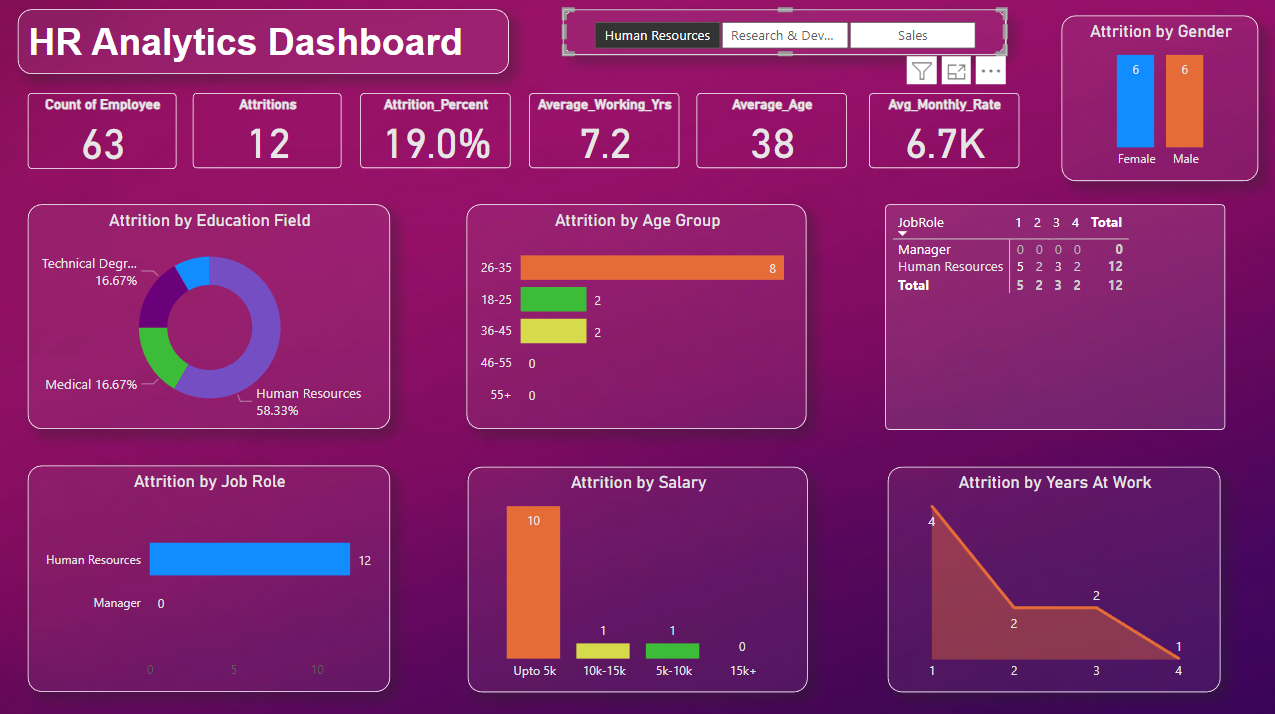 HR Analytics Dashboard
Human Resources
Research & Dev...
Sales
Attrition by Gender
6
6
Female Male
Count of Employee
63
Attritions
12
Attrition_Percent
19.0%
Average_Working_Yrs
7.2
Average_Age
38
Avg_Monthly_Rate
6.7K
Attrition by Education Field
Technical Degr...
16.67%
Medical 16.67%
Human Resources
58.33%
Attrition by Age Group
26-35 8
18-25 2
36-45 2
46-55 0
55+ 0
JobRole 1 2 3 4 Total
Manager 0 0 0 0 0
Human Resources 5 2 3 2 12
Total 5 2 3 2 12
Attrition by Job Role
Human Resources 12
Manager 0
0 5 10
Attrition by Salary
10
1
1
0
Upto 5k 10k-15k 5k-10k 15k+
Attrition by Years At Work
4
2
2
1
1 2 3 4